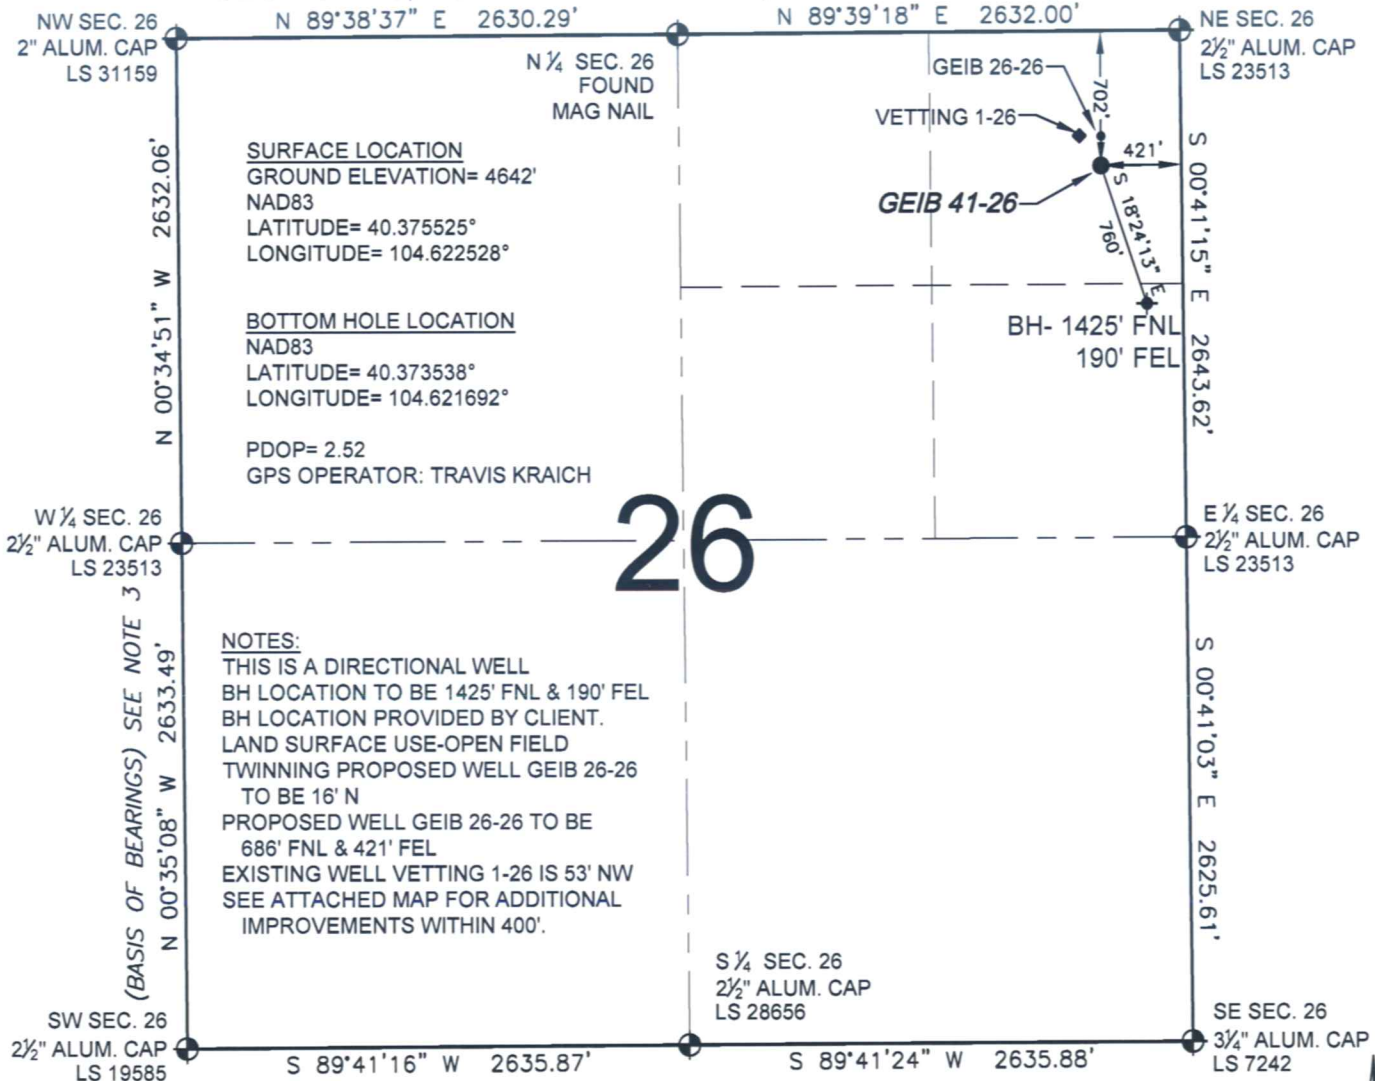 N 89°38'37" E 2630.29'
N 89°39'18" E 2632.00'
NW SEC. 26
2" ALUM. CAP
LS 31159
N ¼ SEC. 26
FOUND
MAG NAIL
NE SEC. 26
2½" ALUM. CAP
LS 23513
GEIB 26-26
VETTING 1-26
702'
421'
GEIB 41-26
S 18°24'13" E
760'
BH- 1425' FNL
190' FEL
N 00°34'51" W 2632.06'
S 00°41'15" E 2643.62'
SURFACE LOCATION
GROUND ELEVATION= 4642'
NAD83
LATITUDE= 40.375525°
LONGITUDE= 104.622528°
BOTTOM HOLE LOCATION
NAD83
LATITUDE= 40.373538°
LONGITUDE= 104.621692°
PDOP= 2.52
GPS OPERATOR: TRAVIS KRAICH
W ¼ SEC. 26
2½" ALUM. CAP
LS 23513
26
E ¼ SEC. 26
2½" ALUM. CAP
LS 23513
(BASIS OF BEARINGS) SEE NOTE 3
N 00°35'08" W 2633.49'
NOTES:
THIS IS A DIRECTIONAL WELL
BH LOCATION TO BE 1425' FNL & 190' FEL
BH LOCATION PROVIDED BY CLIENT.
LAND SURFACE USE-OPEN FIELD
TWINNING PROPOSED WELL GEIB 26-26
TO BE 16' N
PROPOSED WELL GEIB 26-26 TO BE
686' FNL & 421' FEL
EXISTING WELL VETTING 1-26 IS 53' NW
SEE ATTACHED MAP FOR ADDITIONAL
IMPROVEMENTS WITHIN 400'.
S 00°41'03" E 2625.61'
S ¼ SEC. 26
2½" ALUM. CAP
LS 28656
SW SEC. 26
2½" ALUM. CAP
LS 19585
SE SEC. 26
3¼" ALUM. CAP
LS 7242
S 89°41'16" W 2635.87'
S 89°41'24" W 2635.88'